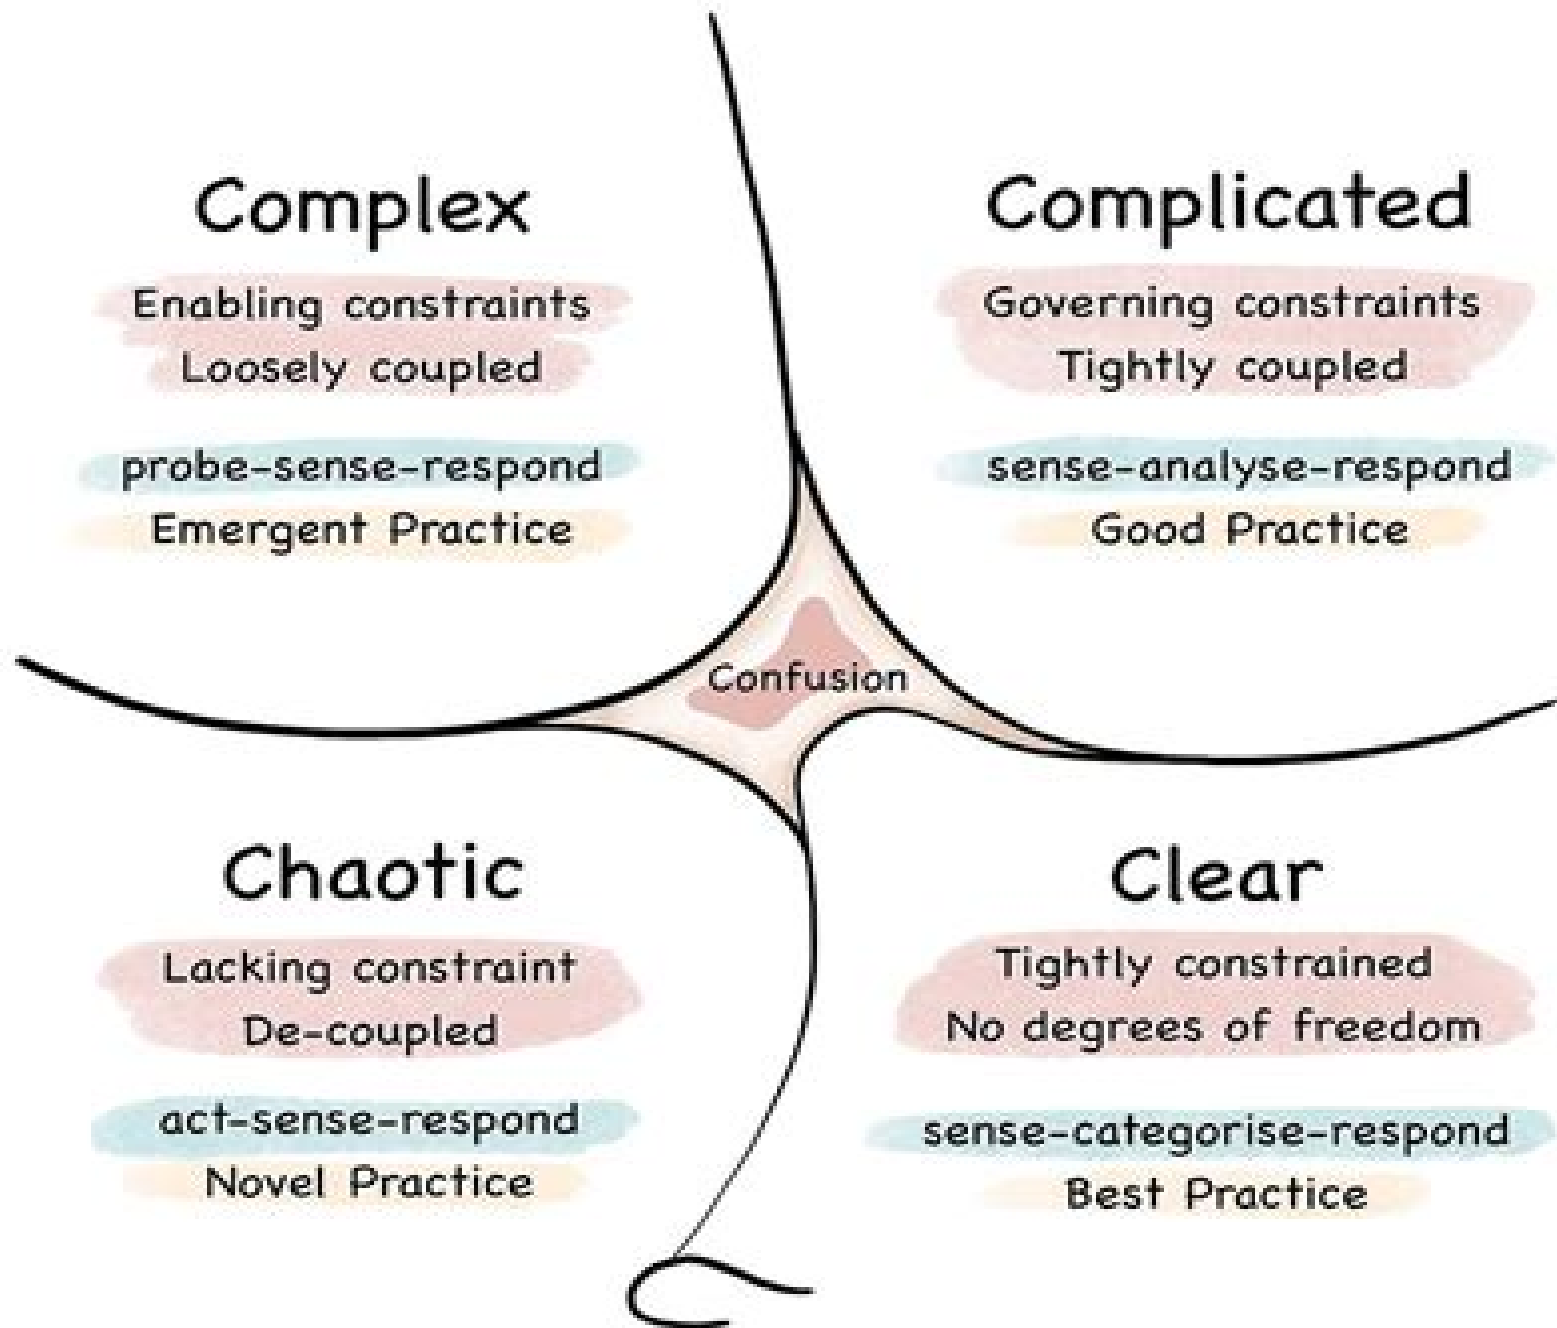 Complex
Enabling constraints
Loosely coupled
probe-sense-respond
Emergent Practice
Complicated
Governing constraints
Tightly coupled
sense-analyse-respond
Good Practice
Confusion
Chaotic
Lacking constraint
De-coupled
act-sense-respond
Novel Practice
Clear
Tightly constrained
No degrees of freedom
sense-categorise-respond
Best Practice